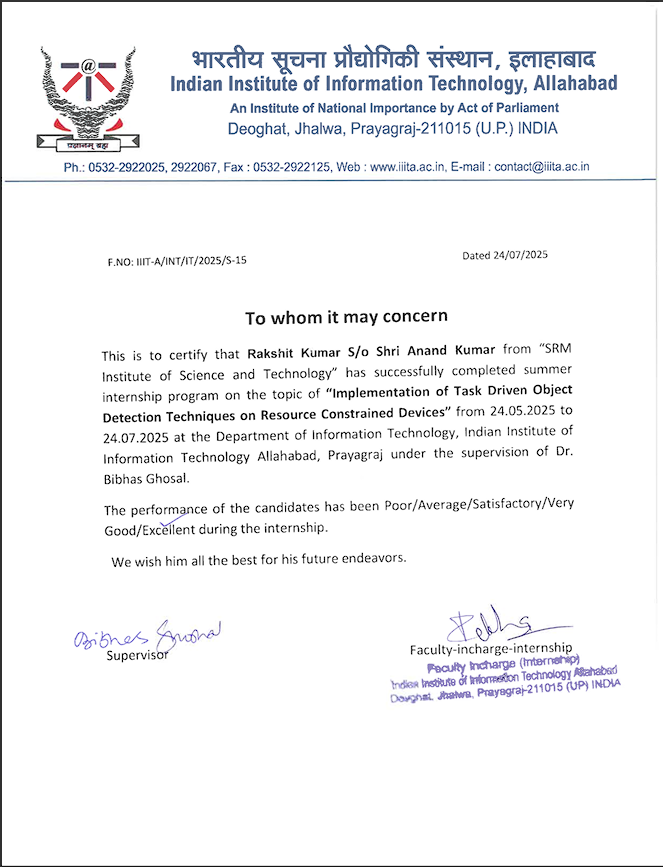 @
प्रज्ञानम् ब्रह्म
भारतीय सूचना प्रौद्योगिकी संस्थान, इलाहाबाद
Indian Institute of Information Technology, Allahabad
An Institute of National Importance by Act of Parliament
Deoghat, Jhalwa, Prayagraj-211015 (U.P.) INDIA
Ph.: 0532-2922025, 2922067, Fax : 0532-2922125, Web : www.iiita.ac.in, E-mail : contact@iiita.ac.in
F.NO: IIIT-A/INT/IT/2025/S-15
Dated 24/07/2025
To whom it may concern
This is to certify that Rakshit Kumar S/o Shri Anand Kumar from “SRM
Institute of Science and Technology” has successfully completed summer
internship program on the topic of “Implementation of Task Driven Object
Detection Techniques on Resource Constrained Devices” from 24.05.2025 to
24.07.2025 at the Department of Information Technology, Indian Institute of
Information Technology Allahabad, Prayagraj under the supervision of Dr.
Bibhas Ghosal.
The performance of the candidates has been Poor/Average/Satisfactory/Very
Good/Excellent during the internship.
We wish him all the best for his future endeavors.
Supervisor
Faculty-incharge-internship
Faculty Incharge (Internship)
Indian Institute of Information Technology Allahabad
Deoghat, Jhalwa, Prayagraj-211015 (UP) INDIA